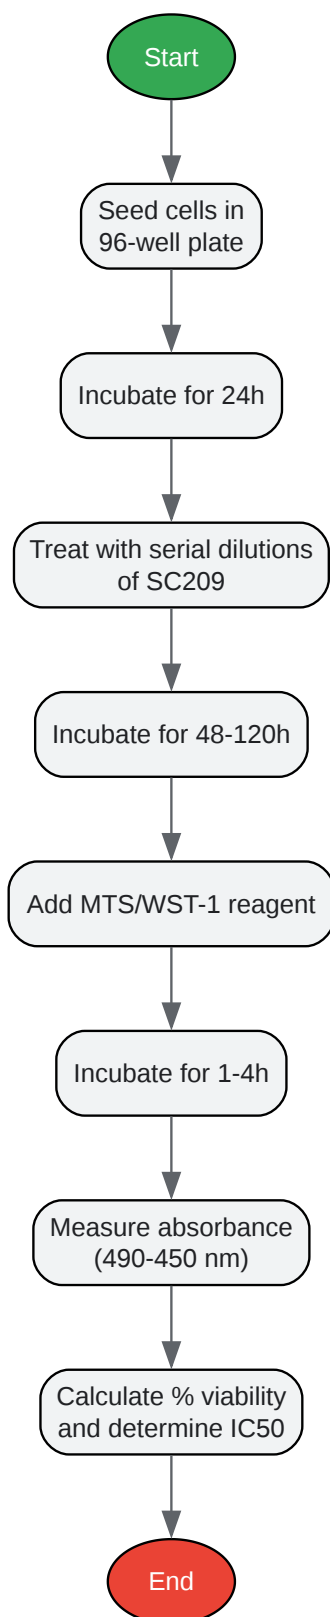 Start
Seed cells in
96-well plate
Incubate for 24h
Treat with serial dilutions
of SC209
Incubate for 48-120h
Add MTS/WST-1 reagent
Incubate for 1-4h
Measure absorbance
(490-450 nm)
Calculate % viability
and determine IC50
End